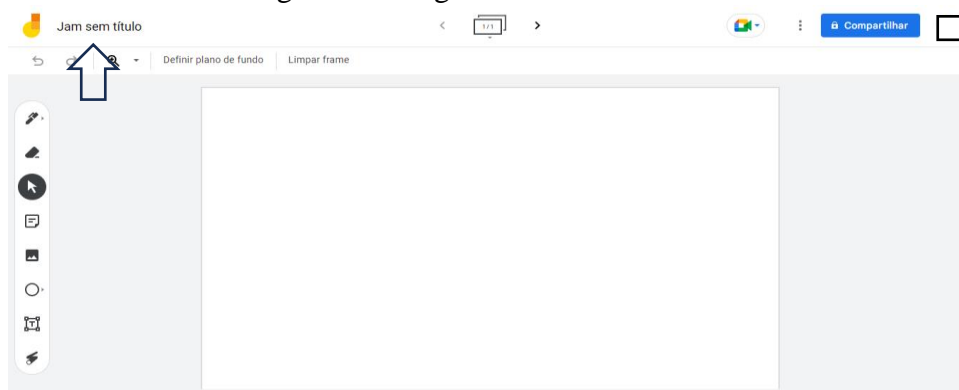 Jam sem título
1/1
Compartilhar
Definir plano de fundo
Limpar frame
T